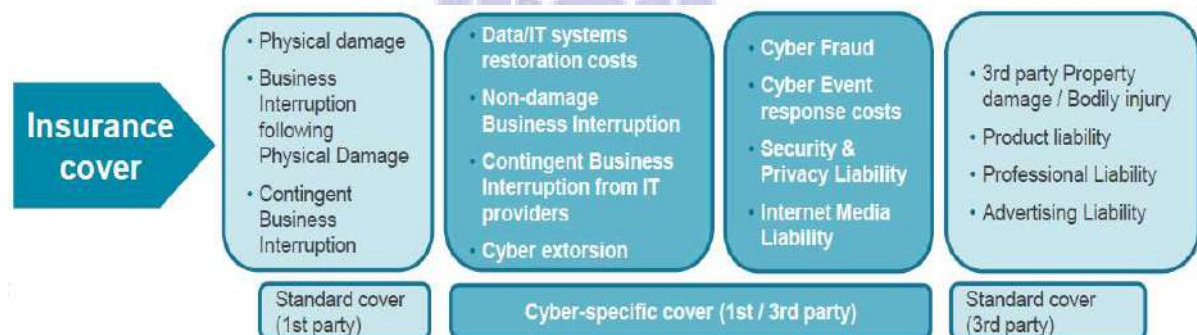 Insurance
cover
• Physical damage
• Business
Interruption
following
Physical Damage
• Contingent
Business
Interruption
• Data/IT systems
restoration costs
• Non-damage
Business Interruption
• Contingent Business
Interruption from IT
providers
• Cyber extorsion
• Cyber Fraud
• Cyber Event
response costs
• Security &
Privacy Liability
• Internet Media
Liability
• 3rd party Property
damage / Bodily injury
• Product liability
• Professional Liability
• Advertising Liability
Standard cover
(1st party)
Cyber-specific cover (1st / 3rd party)
Standard cover
(3rd party)